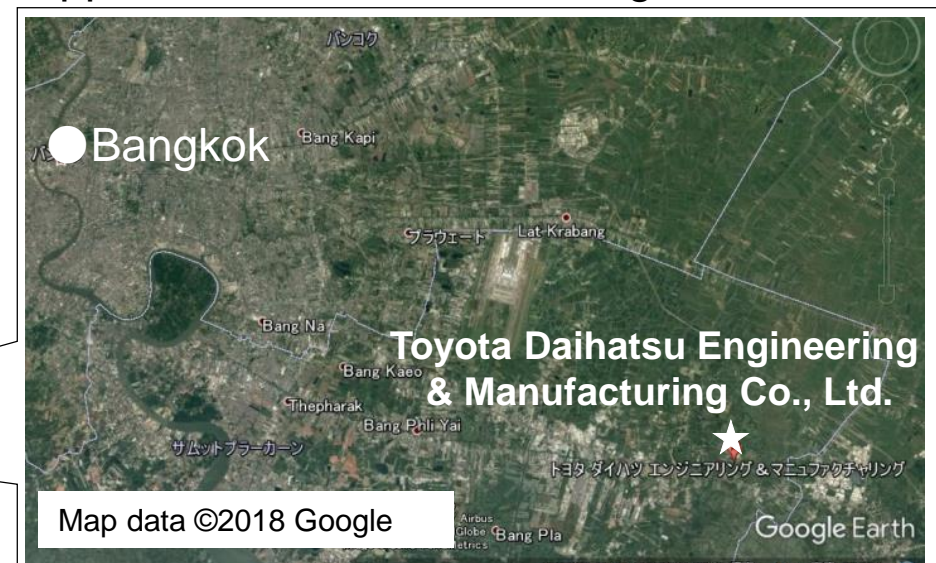 バンコク
Bangkok
Bang Kapi
プラウェート
Lat Krabang
Bang Na
Toyota Daihatsu Engineering
& Manufacturing Co., Ltd.
Bang Kaeo
Thepharak
Bang Phli Yai
サムットプラーカーン
トヨタ ダイハツ エンジニアリング & マニュファクチャリング
Map data ©2018 Google
Airbus
Globe
Bang Pla
Google Earth